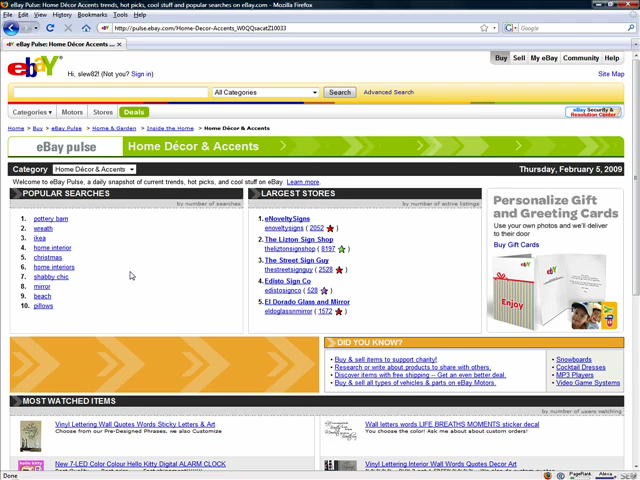 eBay Pulse: Home Décor Accents trends, hot picks, cool stuff and popular searches on eBay.com - Mozilla Firefox
File Edit View History Bookmarks Tools Help
http://pulse.ebay.com/Home-Decor-Accents_W0QQsacatZ10033
Google
eBay Pulse: Home Décor Accents ...
Buy Sell My eBay Community Help
ebY
Hi, slew82! (Not you? Sign in)
Site Map
All Categories
Search
Advanced Search
Categories Motors Stores Deals
eBay Security & Resolution Center
Home > Buy > eBay Pulse > Home & Garden > Inside the Home > Home Décor & Accents
eBay pulse
Home Décor & Accents
Category Home Décor & Accents
Thursday, February 5, 2009
Welcome to eBay Pulse, a daily snapshot of current trends, hot picks, and cool stuff on eBay. Learn more.
POPULAR SEARCHES
by number of searches
1. pottery barn
2. wreath
3. ikea
4. home interior
5. christmas
6. home interiors
7. shabby chic
8. mirror
9. beach
10. pillows
LARGEST STORES
by number of active listings
1. eNoveltySigns
enoveltysigns ( 2052 )
2. The Lizton Sign Shop
theliztonsignshop ( 8197 )
3. The Street Sign Guy
thestreetsignguy ( 2528 )
4. Edisto Sign Co
edistosignco ( 528 )
5. El Dorado Glass and Mirror
eldoglassnmirror ( 1572 )
Personalize Gift and Greeting Cards
Use your own photos and we'll deliver to their door
Buy Gift Cards
Enjoy
DID YOU KNOW?
Buy & sell items to support charity!
Research or write about products to share with others.
Discover items with free shipping -- Get an even better deal.
Buy & sell all types of vehicles & parts on eBay Motors.
Snowboards
Cocktail Dresses
MP3 Players
Video Game Systems
MOST WATCHED ITEMS
by number of users watching
Vinyl Lettering Wall Quotes Words Sticky Letters & Art
Choose from our Pre-Designed Phrases, we also Customize
Wall letters words LIFE BREATHS MOMENTS sticker decal
You choose the color! Ask me about about custom orders!
New 7-LED Color Colour Hello Kitty Digital ALARM CLOCK
Vinyl Lettering Interior Wall Words Quotes Decor Art
Done
PageRank
Alexa